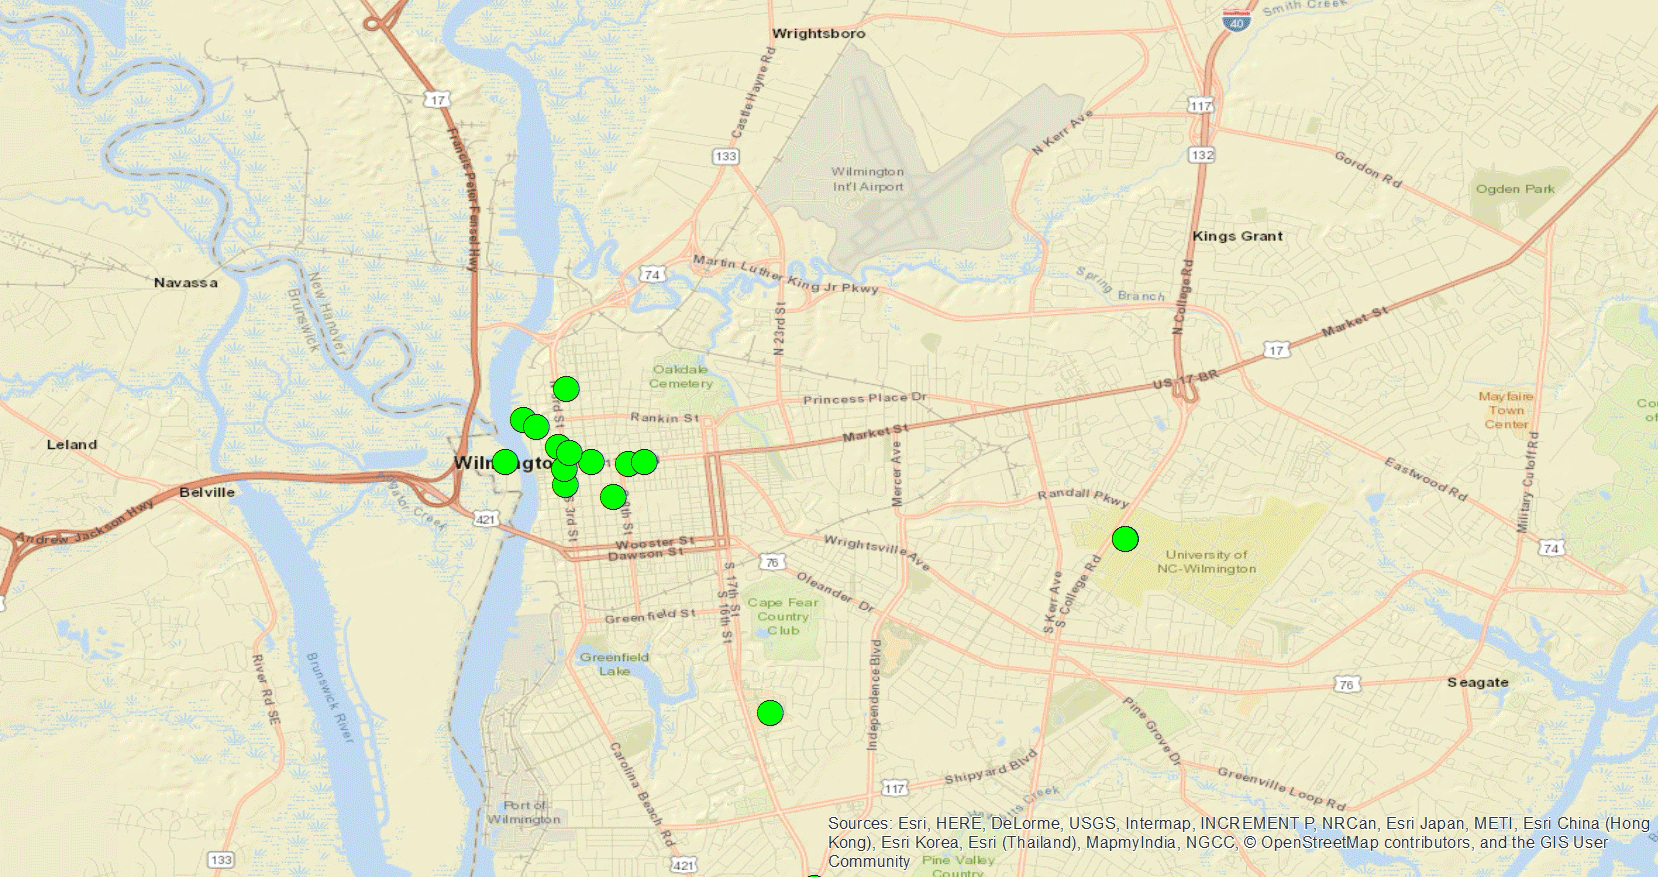 Smith Creek
40
Wrightsboro
17
Castle Hayne Rd
117
N Kerr Ave
133
132
Francis Peter Fensel Hwy
Gordon Rd
Wilmington
Int'l Airport
Ogden Park
Kings Grant
Martin Luther King Jr Pkwy
74
Navassa
New Hanover
Brunswick
Spring Branch
N College Rd
N 23rd St
Market St
17
Oakdale
Cemetery
US 17 BR
Princess Place Dr
Mayfaire
Town
Center
3rd St
Rankin St
Market St
Leland
Wilmingto
Mercer Ave
Eastwood Rd
Military Cutoff Rd
Belville
Randall Pkwy
Andrew Jackson Hwy
421
S 3rd St
Wooster St
Dawson St
Wrightsville Ave
74
University of
NC-Wilmington
76
Oleander Dr
S 17th St
S 16th St
S Kerr Ave
S College Rd
Cape Fear
Country
Club
Greenfield St
Greenfield
Lake
Independence Blvd
River Rd SE
Brunswick River
76
Seagate
Pine Grove Dr
Carolina Beach Rd
Shipyard Blvd
Greenville Loop Rd
117
Port of
Wilmington
Creek
Sources: Esri, HERE, DeLorme, USGS, Intermap, INCREMENT P, NRCan, Esri Japan, METI, Esri China (Hong
Kong), Esri Korea, Esri (Thailand), MapmyIndia, NGCC, © OpenStreetMap contributors, and the GIS User
Community
133
421
Pine Valley
Country